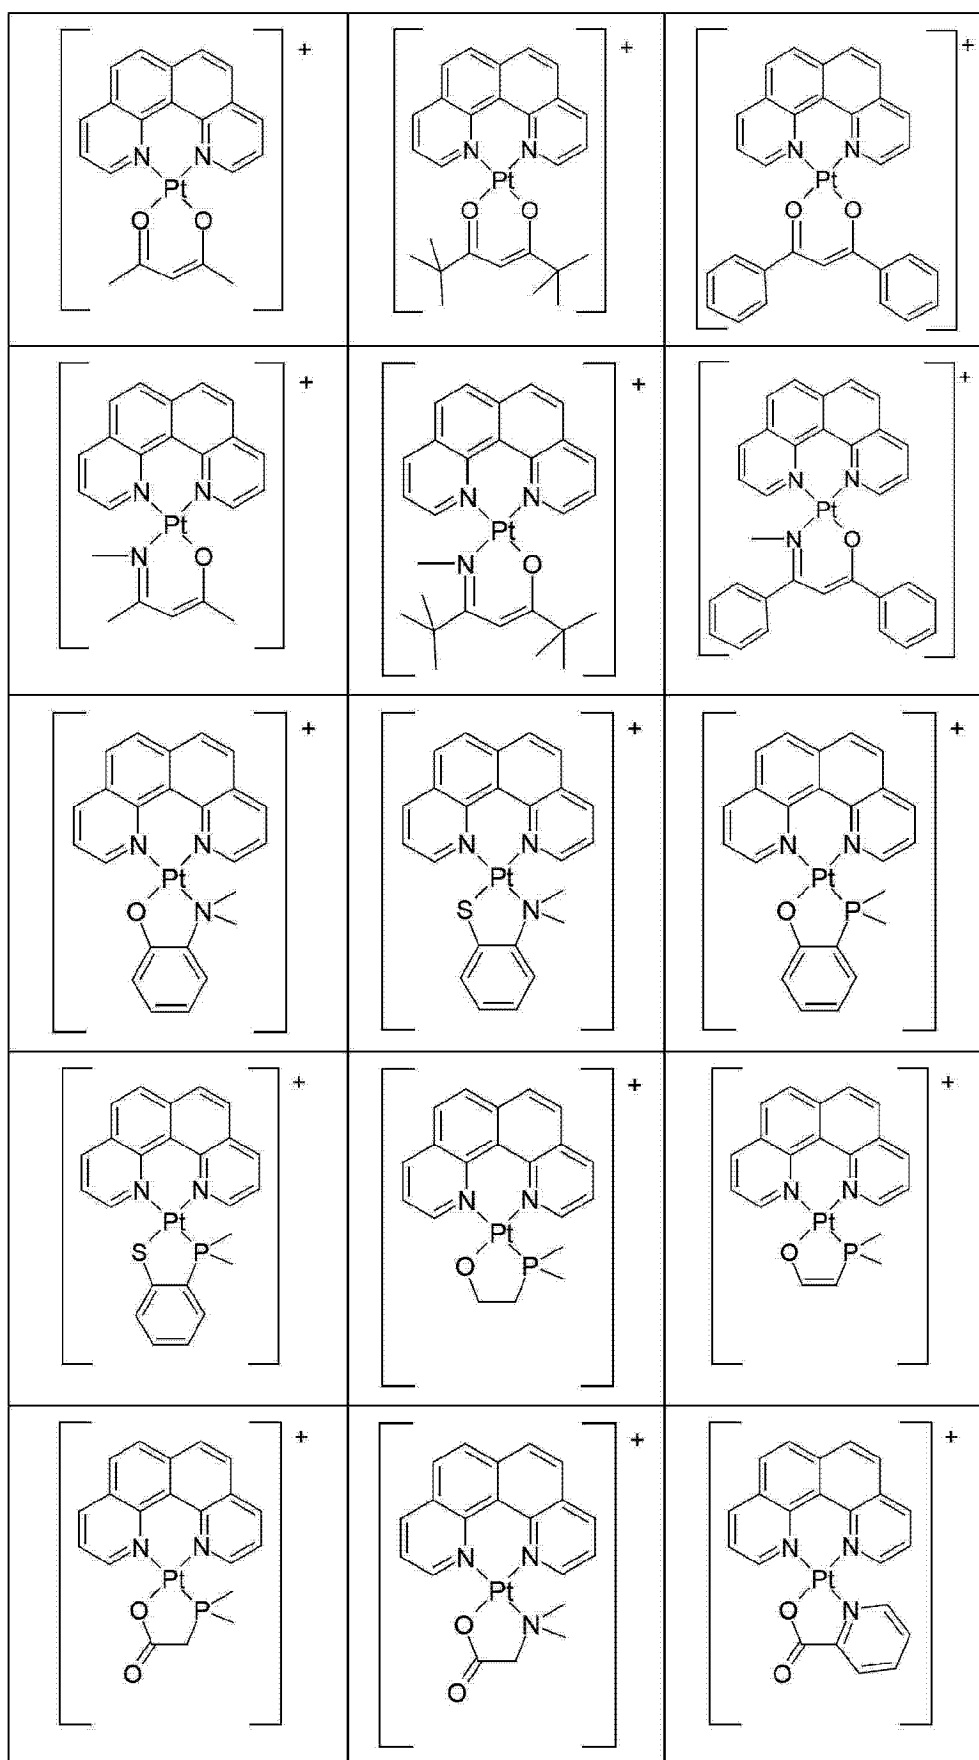 + + +
N N N N N N
Pt Pt Pt
O O O O O O
+ + +
N N N N N N
Pt Pt Pt
N O N O N O
+ + +
N N N N N N
Pt Pt Pt
O N S N O P
+ + +
N N N N N N
Pt Pt Pt
S P O P O P
+ + +
N N N N N N
Pt Pt Pt
O P O N O N
O O O